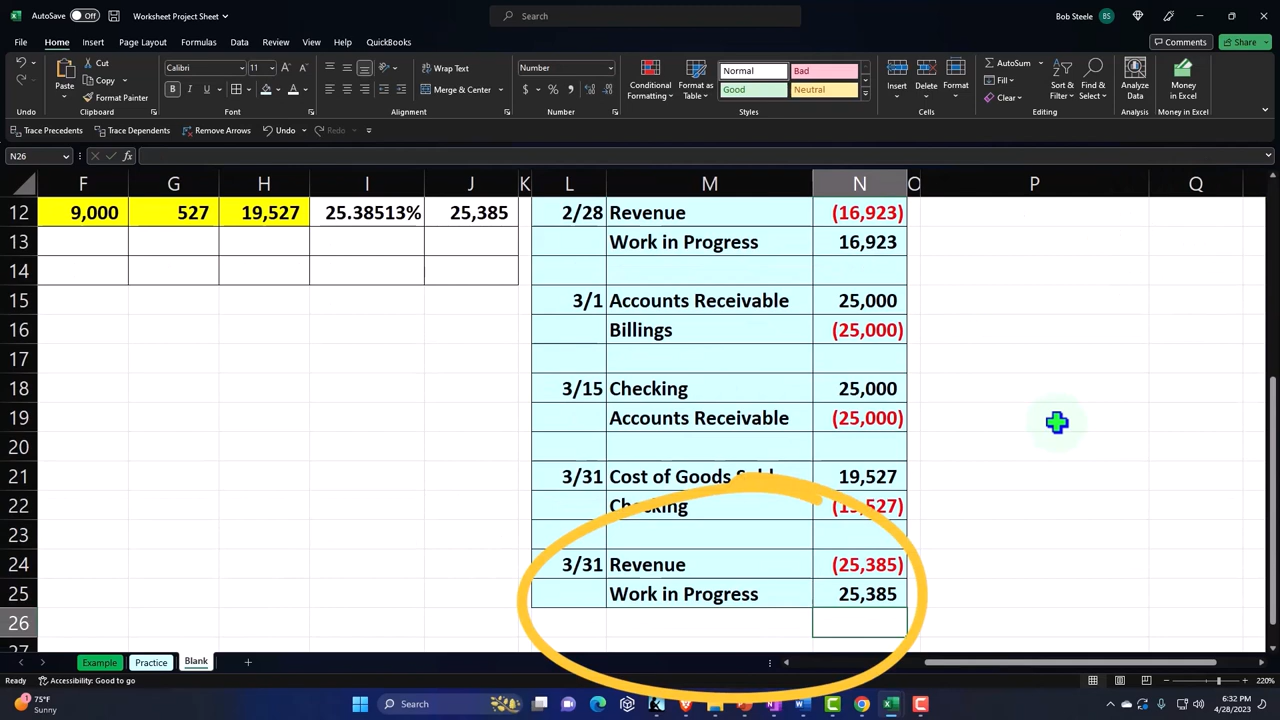 AutoSave Off Worksheet Project Sheet Search Bob Steele BS
File Home Insert Page Layout Formulas Data Review View Help QuickBooks Comments Share
Paste Cut Copy Format Painter Calibri 11 Wrap Text Merge & Center Number Conditional Formatting Format as Table Normal Bad Good Neutral Insert Delete Format AutoSum Fill Clear Sort & Filter Find & Select Analyze Data Money in Excel
Undo Clipboard Font Alignment Number Styles Cells Editing Analysis Money in Excel
Trace Precedents Trace Dependents Remove Arrows Undo Redo
N26 fx
F G H I J K L M N O P Q
12 9,000 527 19,527 25.38513% 25,385 2/28 Revenue (16,923)
13 Work in Progress 16,923
14
15 3/1 Accounts Receivable 25,000
16 Billings (25,000)
17
18 3/15 Checking 25,000
19 Accounts Receivable (25,000)
20
21 3/31 Cost of Goods Sold 19,527
22 Checking (19,527)
23
24 3/31 Revenue (25,385)
25 Work in Progress 25,385
26
27
Example Practice Blank
Ready Accessibility: Good to go 220%
75°F
Sunny
Search
6:32 PM
4/28/2023